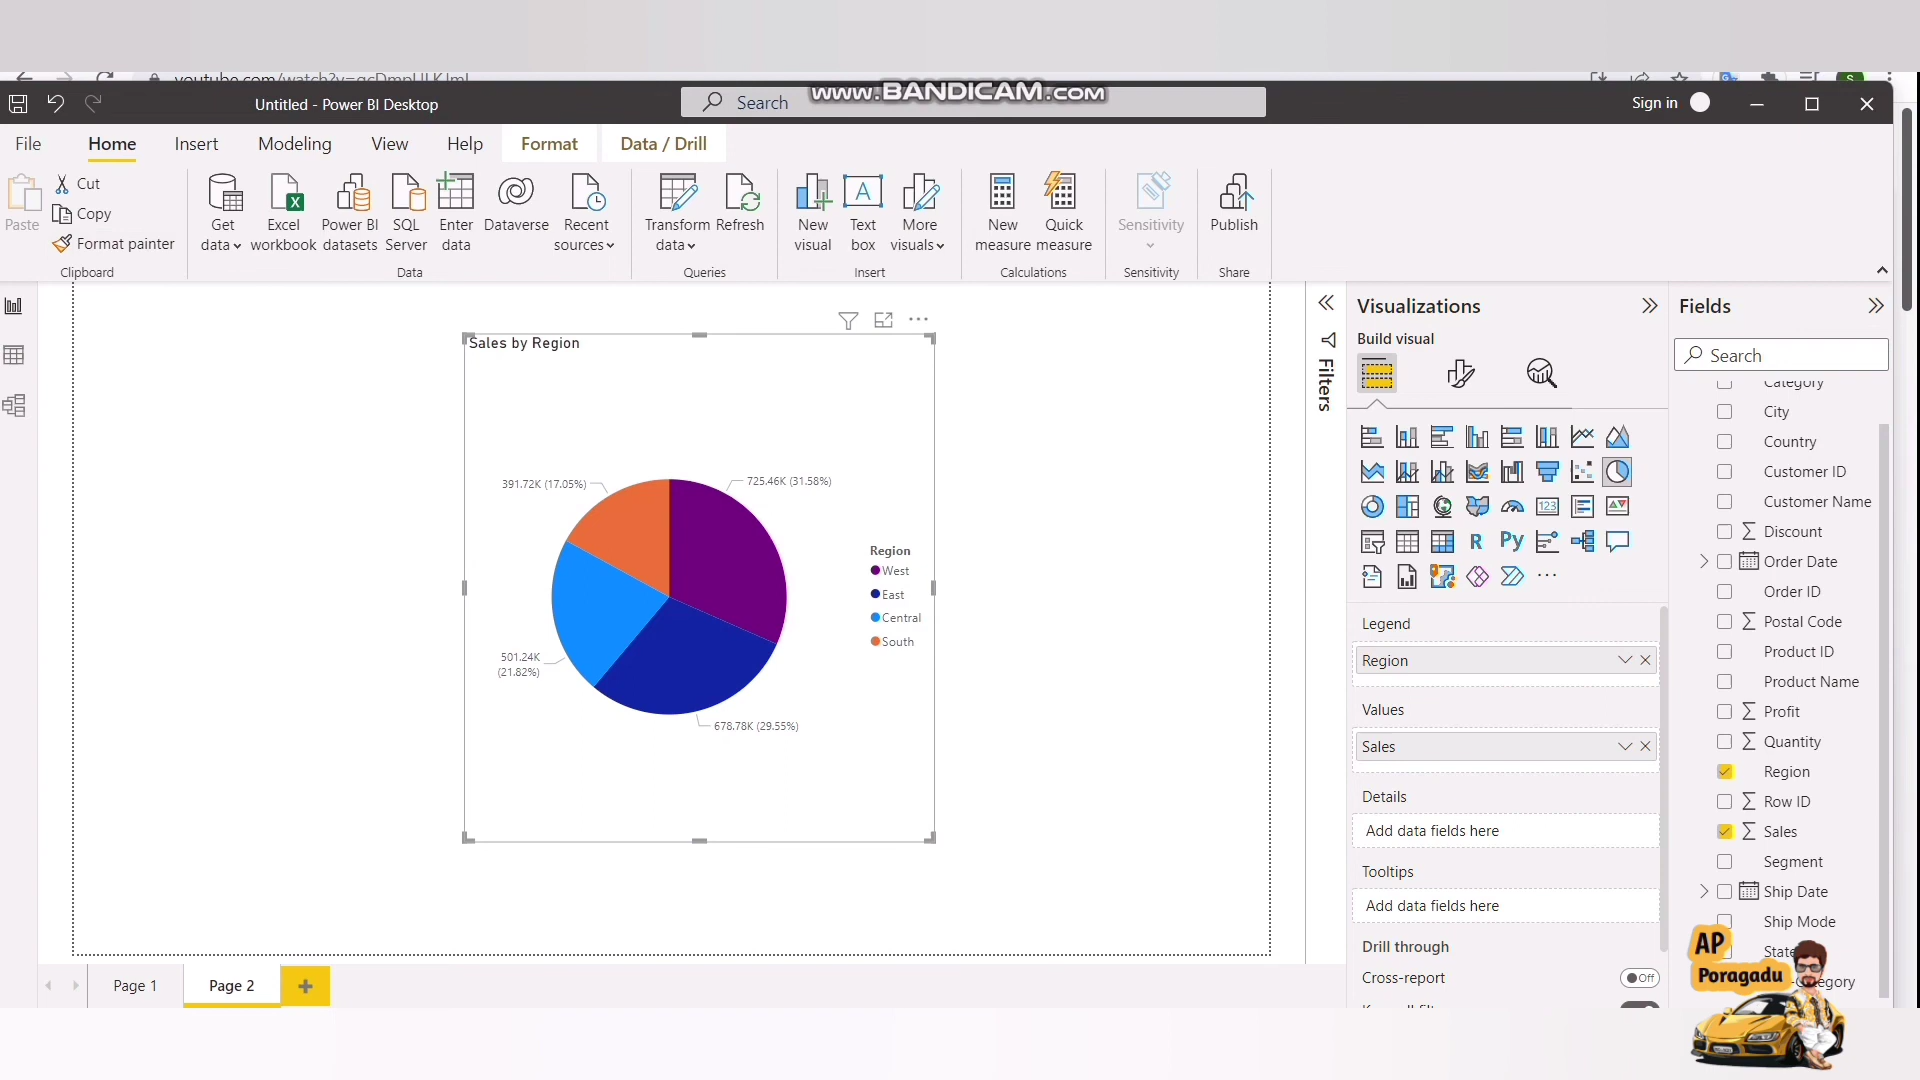 WWW.BANDICAM.COM
Untitled - Power BI Desktop
Search
Sign in
File
Home
Insert
Modeling
View
Help
Format
Data / Drill
Paste
Cut
Copy
Format painter
Clipboard
Get
data
Excel
workbook
Power BI
datasets
SQL
Server
Enter
data
Dataverse
Recent
sources
Data
Transform
data
Refresh
Queries
New
visual
Text
box
More
visuals
Insert
New
measure
Quick
measure
Calculations
Sensitivity
Sensitivity
Publish
Share
Sales by Region
391.72K (17.05%)
725.46K (31.58%)
501.24K
(21.82%)
678.78K (29.55%)
Region
West
East
Central
South
Filters
Visualizations
Build visual
123
R
Py
Legend
Region
Values
Sales
Details
Add data fields here
Tooltips
Add data fields here
Drill through
Cross-report
Off
Fields
Search
Category
City
Country
Customer ID
Customer Name
Discount
Order Date
Order ID
Postal Code
Product ID
Product Name
Profit
Quantity
Region
Row ID
Sales
Segment
Ship Date
Ship Mode
AP
Poragadu
Page 1
Page 2